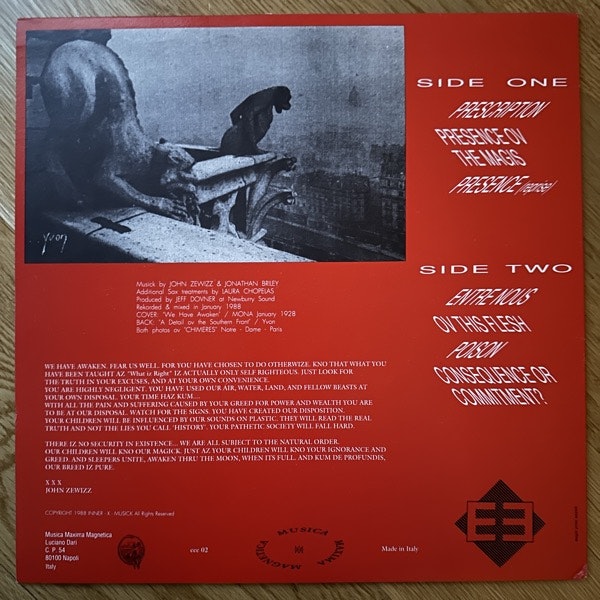 yvon
SIDE ONE
PRESCRIPTION
PRESENCE OV
THE MAGIS
PRESENCE (reprise)
SIDE TWO
ENTRE NOUS
OV THIS FLESH
POISON
CONSEQUENCE OR
COMMITMENT?
Musick by JOHN ZEWIZZ & JONATHAN BRILEY
Additional Sax treatments by LAURA CHOPELAS
Produced by JEFF DOVNER at Newbury Sound
Rekorded & mixed in January 1988
COVER: "We Have Awaken" / MONA January 1928
BACK: "A Detail ov the Southern Front" / Yvon
Both photos av "CHIMERES" Notre - Dame - Paris
WE HAVE AWAKEN. FEAR US WELL. FOR YOU HAVE CHOSEN TO DO OTHERWIZE. KNO THAT WHAT YOU
HAVE BEEN TAUGHT AZ "What iz Right" IZ ACTUALLY ONLY SELF RIGHTEOUS. JUST LOOK FOR
THE TRUTH IN YOUR EXCUSES, AND AT YOUR OWN CONVENIENCE.
YOU ARE HIGHLY NEGLIGENT. YOU HAVE USED OUR AIR, WATER, LAND, AND FELLOW BEASTS AT
YOUR OWN DISPOSAL. YOUR TIME HAZ KUM....
WITH ALL THE PAIN AND SUFFERING CAUSED BY YOUR GREED FOR POWER AND WEALTH YOU ARE
TO BE AT OUR DISPOSAL. WATCH FOR THE SIGNS. YOU HAVE CREATED OUR DISPOSITION.
YOUR CHILDREN WILL BE INFLUENCED BY OUR SOUNDS ON PLASTIC. THEY WILL READ THE REAL
TRUTH AND NOT THE LIES YOU CALL 'HISTORY'. YOUR PATHETIC SOCIETY WILL FALL HARD.
THERE IZ NO SECURITY IN EXISTENCE... WE ARE ALL SUBJECT TO THE NATURAL ORDER.
OUR CHILDREN WILL KNO OUR MAGICK. JUST AZ YOUR CHILDREN WILL KNO YOUR IGNORANCE AND
GREED. AND SLEEPERS UNITE, AWAKEN THRU THE MOON, WHEN ITS FULL. AND KUM DE PROFUNDIS,
OUR BREED IZ PURE.
X X X
JOHN ZEWIZZ
COPYRIGHT 1988 INNER - X - MUSICK All Rights Reserved
Musica Maxima Magnetica
Luciano Dari
C. P. 54
80100 Napoli
Italy
eee 02
MUSICA
MAXIMA
MAGNETICA
Made in Italy
EE